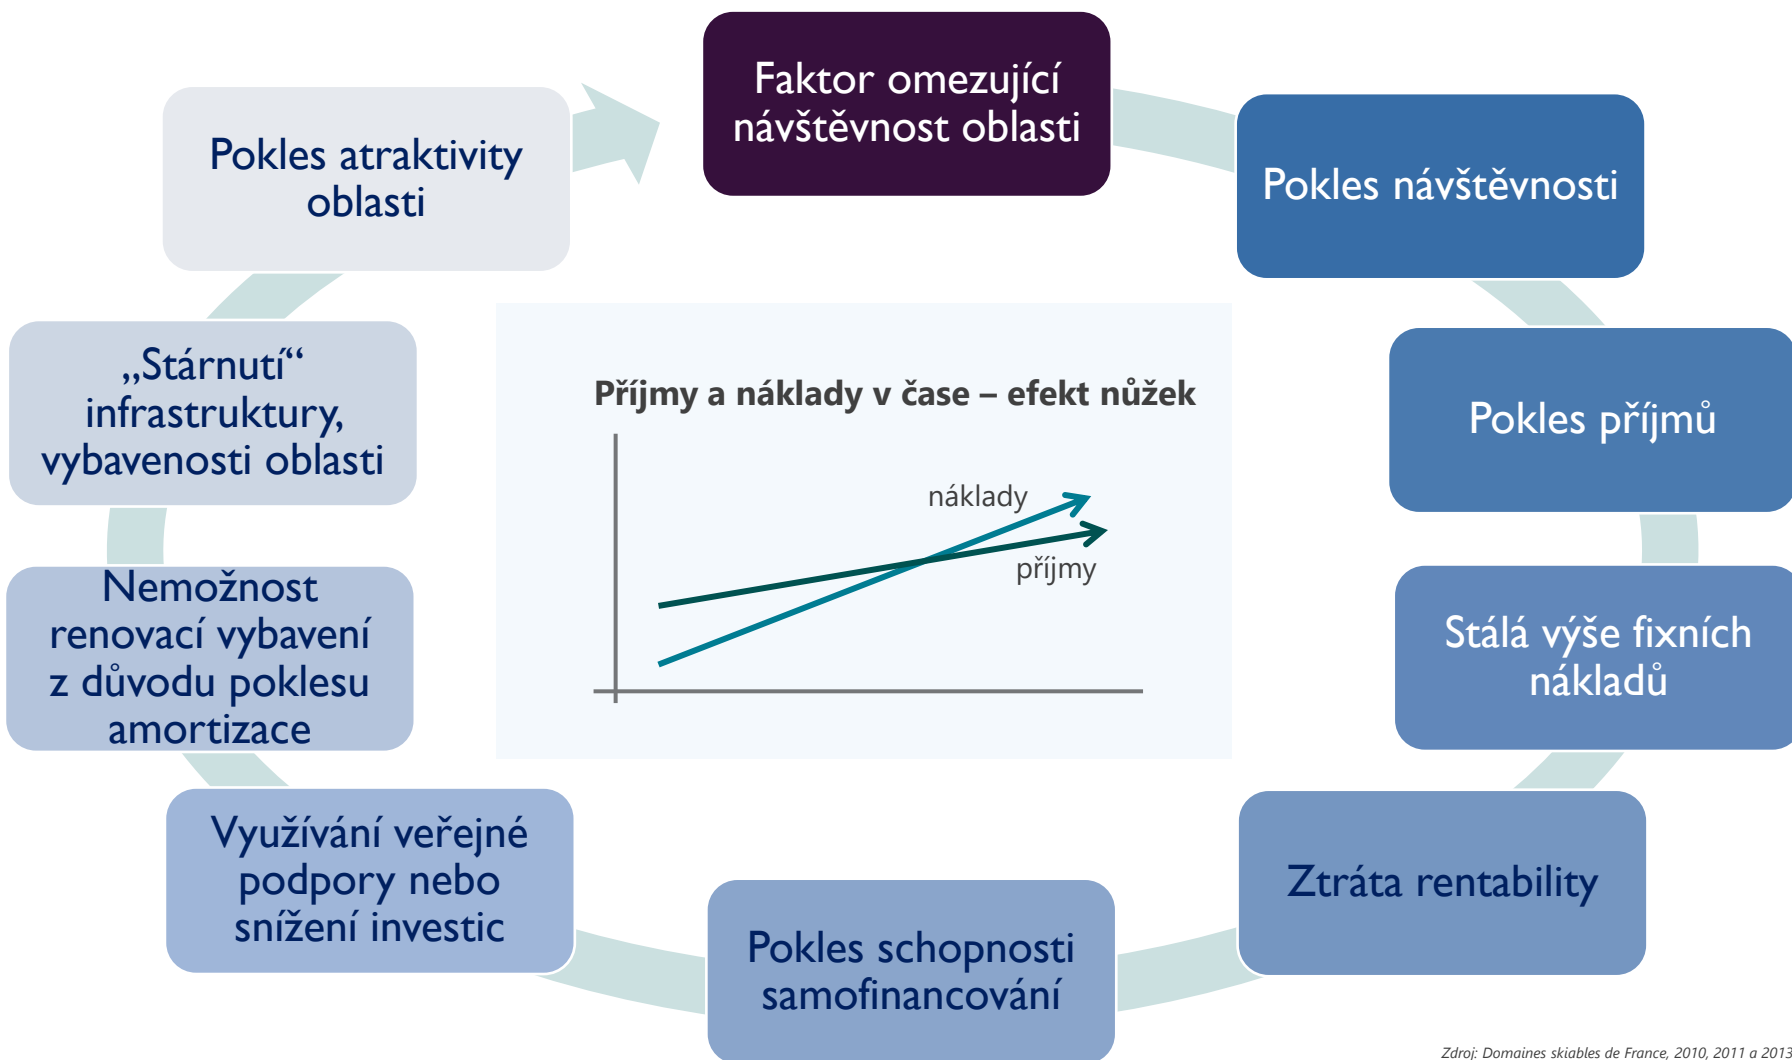 Faktor omezující
návštěvnost oblasti
Pokles návštěvnosti
Pokles příjmů
Stálá výše fixních
nákladů
Ztráta rentability
Pokles schopnosti
samofinancování
Využívání veřejné
podpory nebo
snížení investic
Nemožnost
renovací vybavení
z důvodu poklesu
amortizace
„Stárnutí“
infrastruktury,
vybavenosti oblasti
Pokles atraktivity
oblasti
Příjmy a náklady v čase – efekt nůžek
náklady
příjmy
Zdroj: Domaines skiables de France, 2010, 2011 a 2013